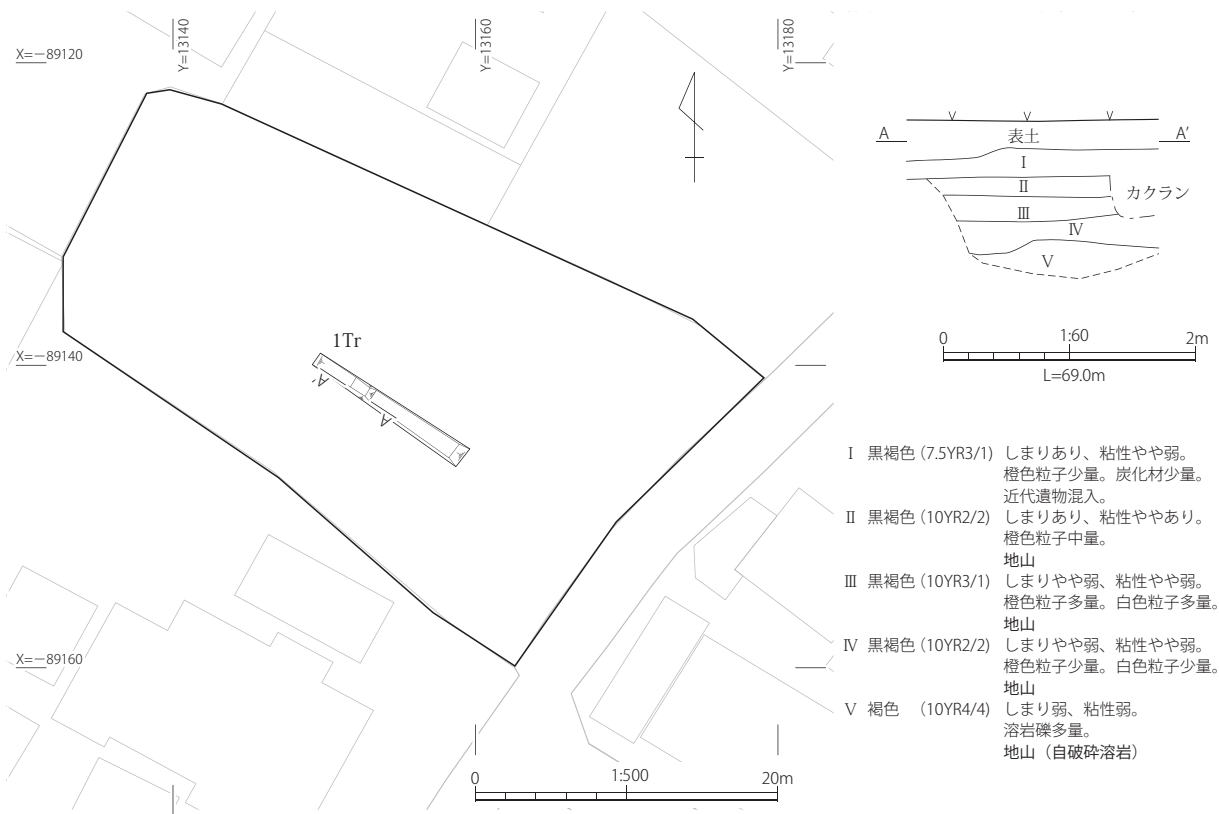 Y=13140
Y=13160
Y=13180
X=－89120
X=－89140
X=－89160
1Tr
A'
A
0
1:500
20m
A
A'
表土
Ⅰ
Ⅱ
カクラン
Ⅲ
Ⅳ
Ⅴ
0
1:60
2m
L=69.0m
Ⅰ 黒褐色 (7.5YR3/1) しまりあり、粘性やや弱。
橙色粒子少量。炭化材少量。
近代遺物混入。
Ⅱ 黒褐色 (10YR2/2) しまりあり、粘性ややあり。
橙色粒子中量。
地山
Ⅲ 黒褐色 (10YR3/1) しまりやや弱、粘性やや弱。
橙色粒子多量。白色粒子多量。
地山
Ⅳ 黒褐色 (10YR2/2) しまりやや弱、粘性やや弱。
橙色粒子少量。白色粒子少量。
地山
Ⅴ 褐色 (10YR4/4) しまり弱、粘性弱。
溶岩礫多量。
地山（自破砕溶岩）